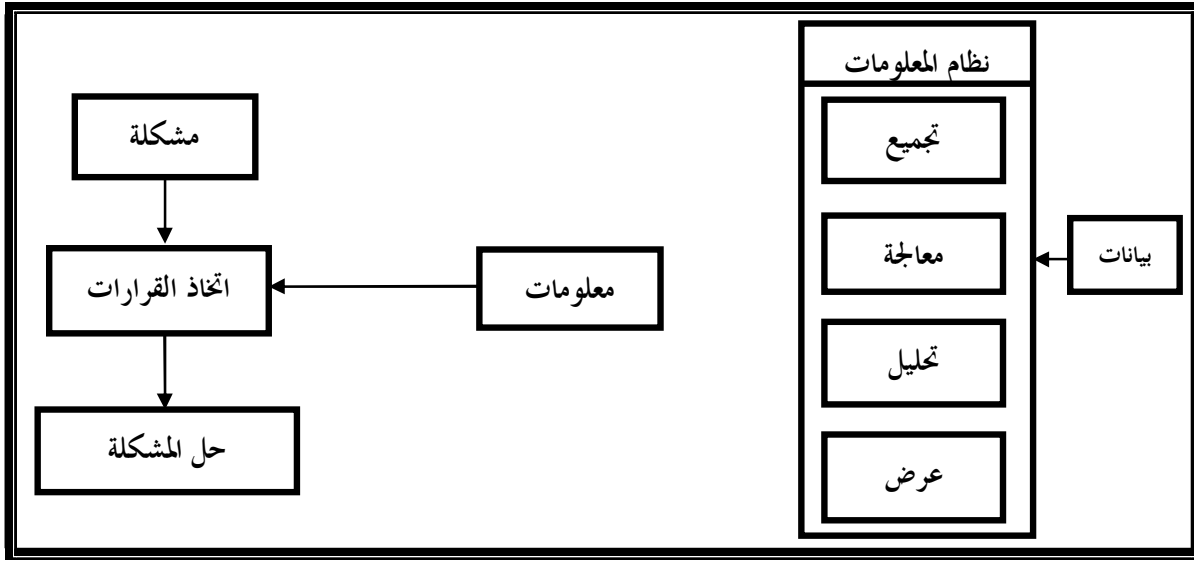 نظام المعلومات
تجميع
معالجة
تحليل
عرض
بيانات
معلومات
مشكلة
اتخاذ القرارات
حل المشكلة